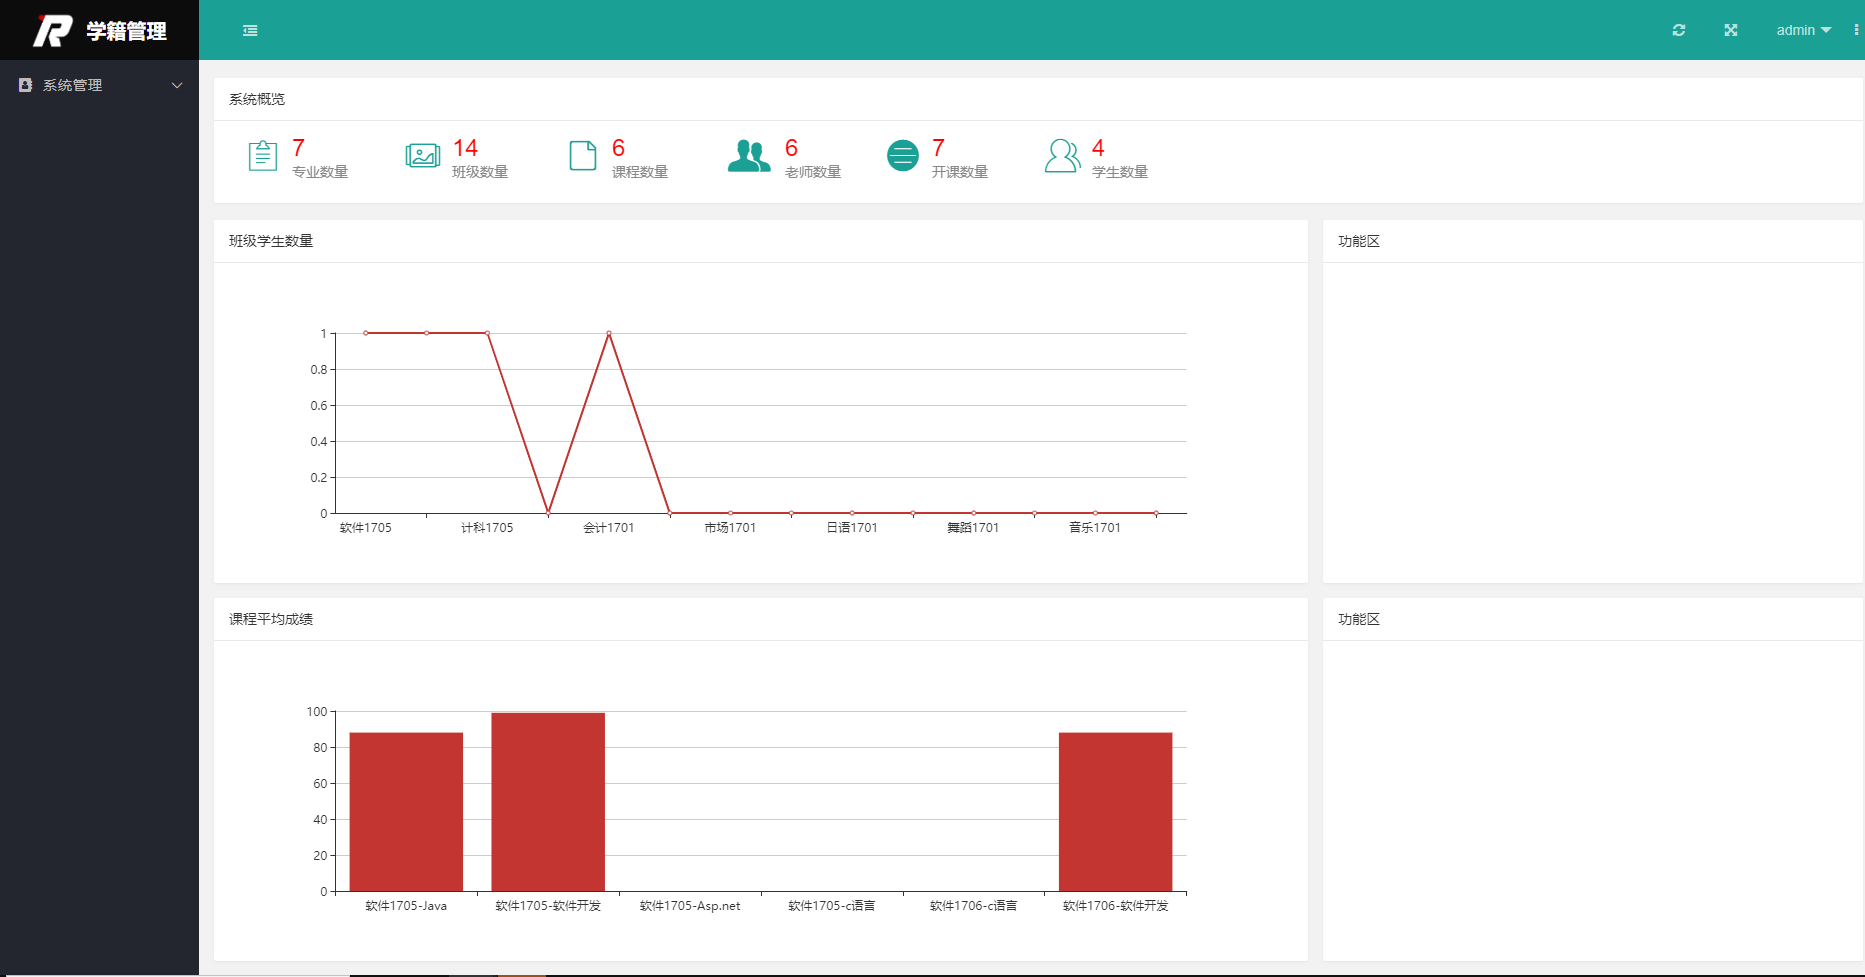 学籍管理
admin
系统管理
系统概览
7
专业数量
14
班级数量
6
课程数量
6
老师数量
7
开课数量
4
学生数量
班级学生数量
功能区
1
0.8
0.6
0.4
0.2
0
软件1705 计科1705 会计1701 市场1701 日语1701 舞蹈1701 音乐1701
课程平均成绩
功能区
100
80
60
40
20
0
软件1705-Java 软件1705-软件开发 软件1705-Asp.net 软件1705-c语言 软件1706-c语言 软件1706-软件开发